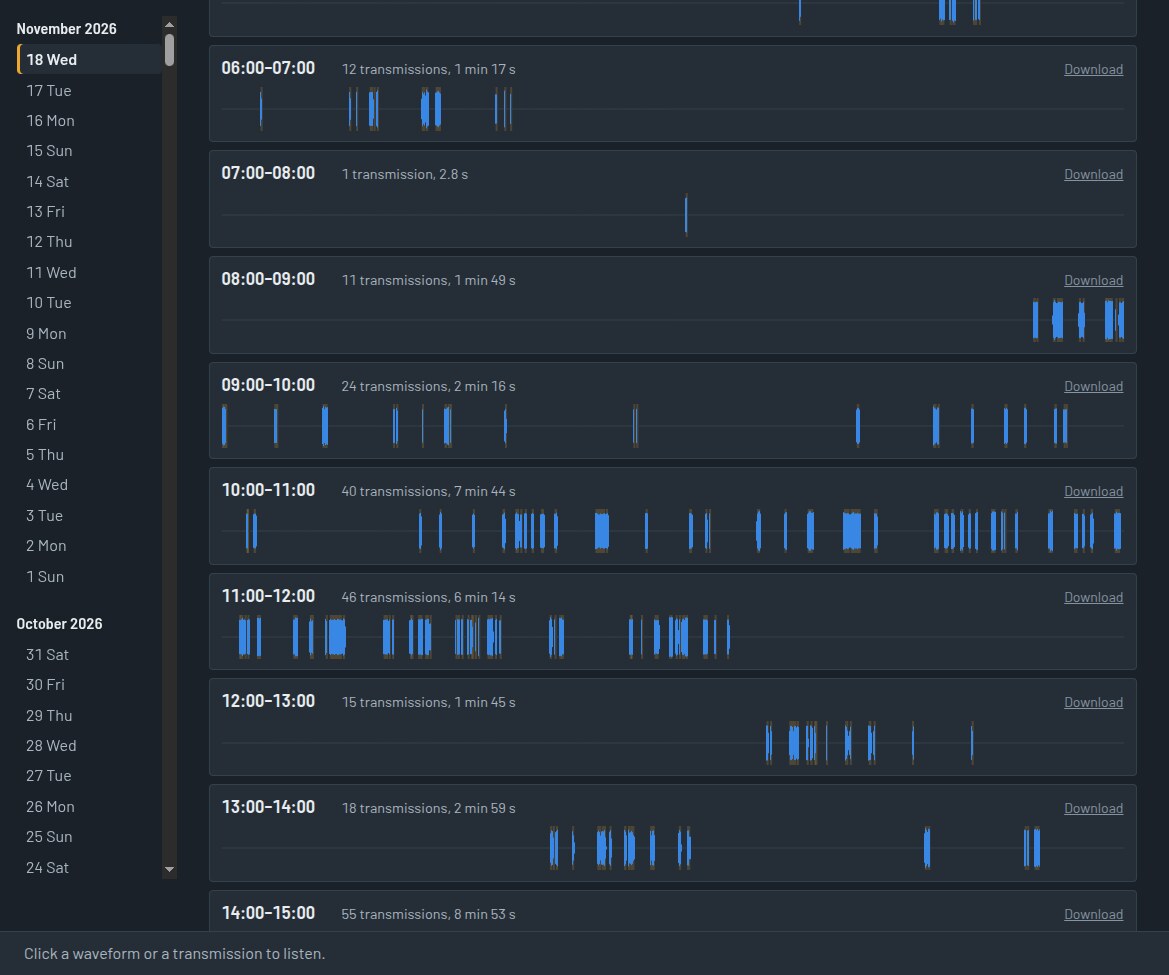 November 2026
18 Wed
17 Tue
16 Mon
15 Sun
14 Sat
13 Fri
12 Thu
11 Wed
10 Tue
9 Mon
8 Sun
7 Sat
6 Fri
5 Thu
4 Wed
3 Tue
2 Mon
1 Sun
October 2026
31 Sat
30 Fri
29 Thu
28 Wed
27 Tue
26 Mon
25 Sun
24 Sat
06:00–07:00 12 transmissions, 1 min 17 s Download
07:00–08:00 1 transmission, 2.8 s Download
08:00–09:00 11 transmissions, 1 min 49 s Download
09:00–10:00 24 transmissions, 2 min 16 s Download
10:00–11:00 40 transmissions, 7 min 44 s Download
11:00–12:00 46 transmissions, 6 min 14 s Download
12:00–13:00 15 transmissions, 1 min 45 s Download
13:00–14:00 18 transmissions, 2 min 59 s Download
14:00–15:00 55 transmissions, 8 min 53 s Download
Click a waveform or a transmission to listen.